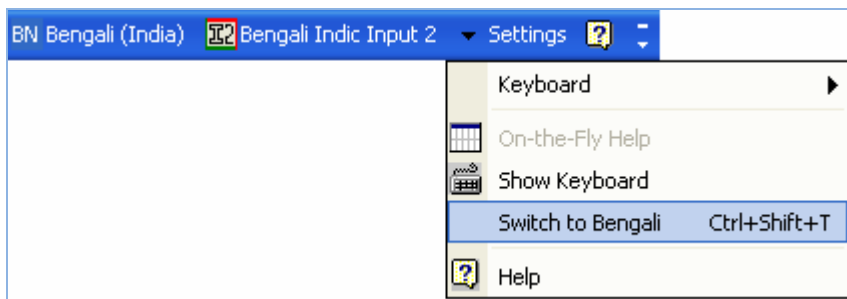 BN Bengali (India) I2 Bengali Indic Input 2 Settings ?
Keyboard
On-the-Fly Help
Show Keyboard
Switch to Bengali Ctrl+Shift+T
? Help